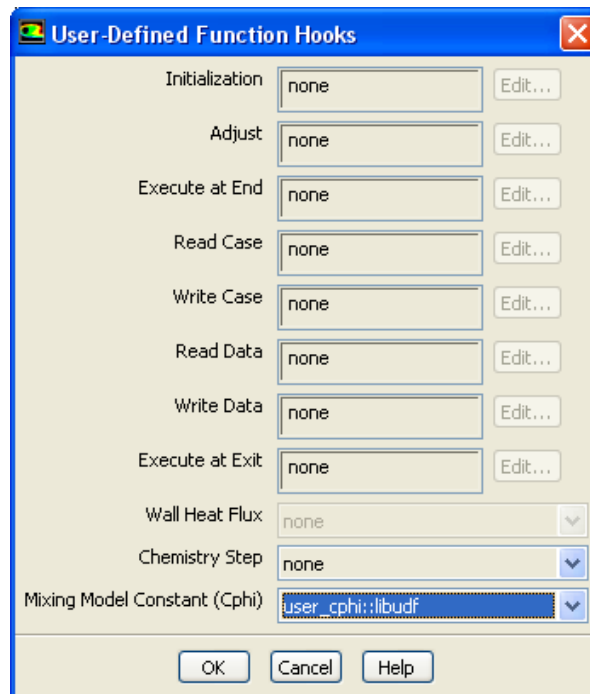 User-Defined Function Hooks
Initialization none Edit...
Adjust none Edit...
Execute at End none Edit...
Read Case none Edit...
Write Case none Edit...
Read Data none Edit...
Write Data none Edit...
Execute at Exit none Edit...
Wall Heat Flux none
Chemistry Step none
Mixing Model Constant (Cphi) user_cphi::libudf
OK Cancel Help